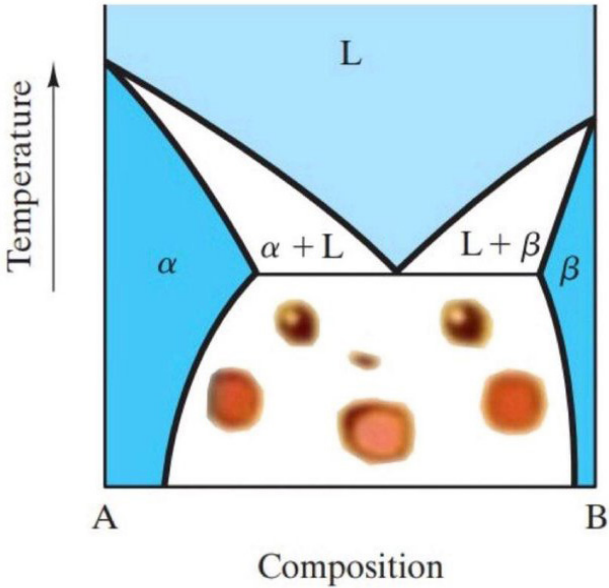 L
Temperature
α + L
L + β
α
β
A
B
Composition